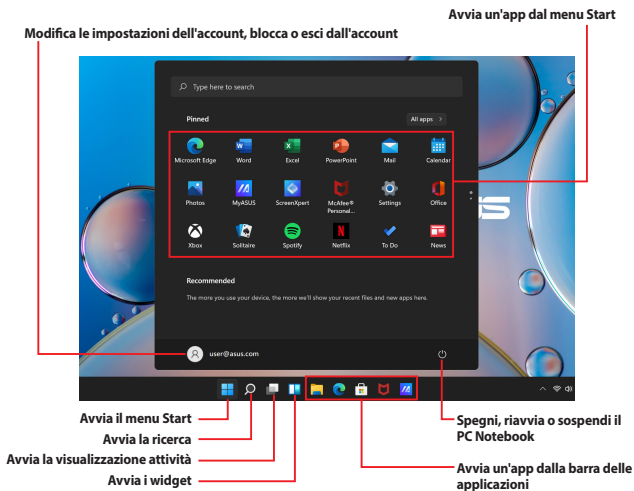 Avvia un'app dal menu Start
Modifica le impostazioni dell'account, blocca o esci dall'account
Type here to search
Pinned
All apps >
Microsoft Edge Word Excel PowerPoint Mail Calendar
Photos MyASUS ScreenXpert McAfee® Personal... Settings Office
Xbox Solitaire Spotify Netflix To Do News
Recommended
The more you use your device, the more we'll show your recent files and new apps here.
user@asus.com
Avvia il menu Start
Avvia la ricerca
Avvia la visualizzazione attività
Avvia i widget
Spegni, riavvia o sospendi il
PC Notebook
Avvia un'app dalla barra delle
applicazioni